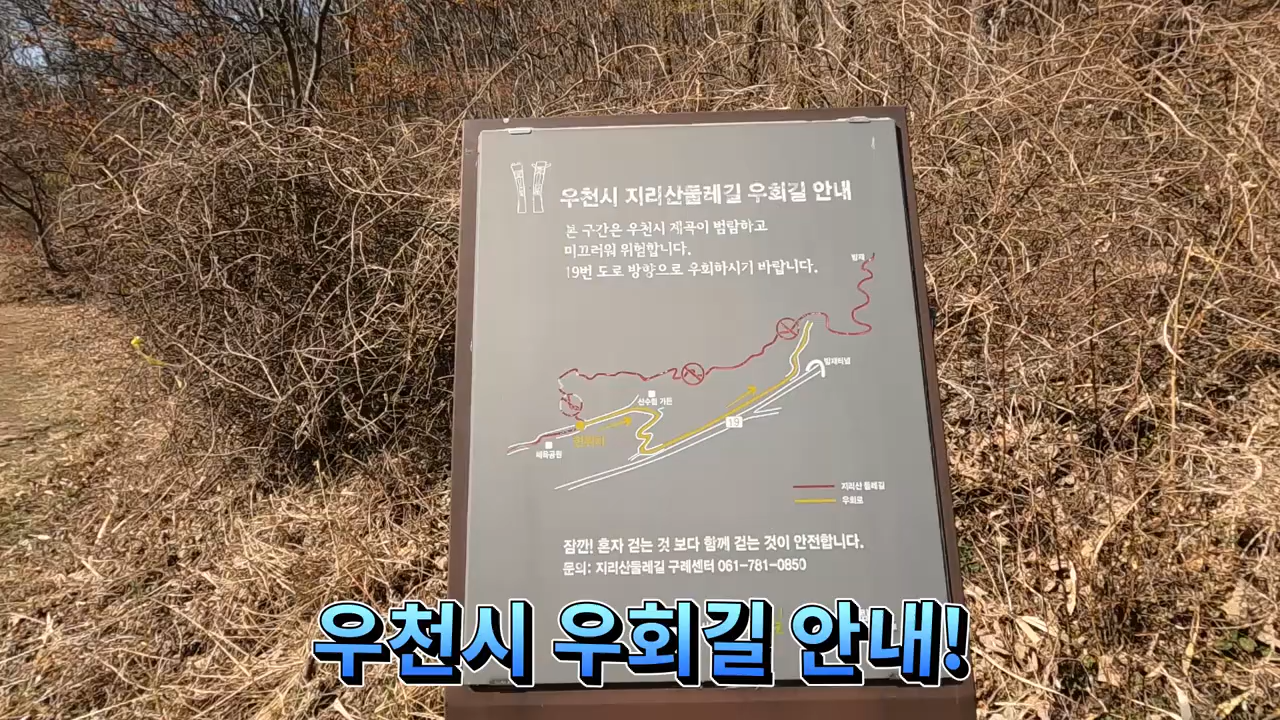 우천시 지리산둘레길 우회길 안내
본 구간은 우천시 계곡이 범람하고
미끄러워 위험합니다.
19번 도로 방향으로 우회하시기 바랍니다.
밤재
밤재터널
산수림 가든
19
현위치
체육공원
지리산 둘레길
우회로
잠깐! 혼자 걷는 것 보다 함께 걷는 것이 안전합니다.
문의: 지리산둘레길 구례센터 061-781-0850
우천시 우회길 안내!